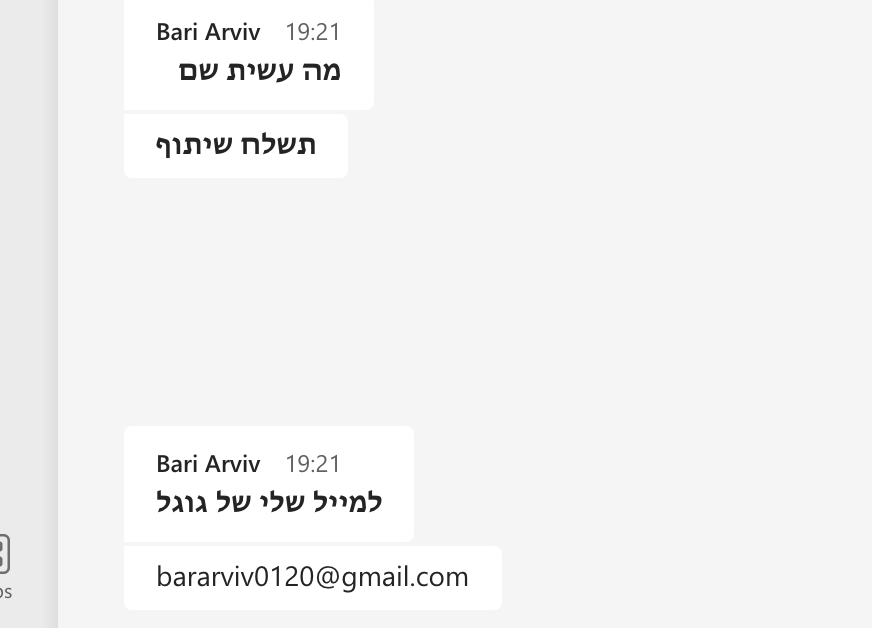 Bari Arviv 19:21
מה עשית שם
תשלח שיתוף
Bari Arviv 19:21
למייל שלי של גוגל
bararviv0120@gmail.com